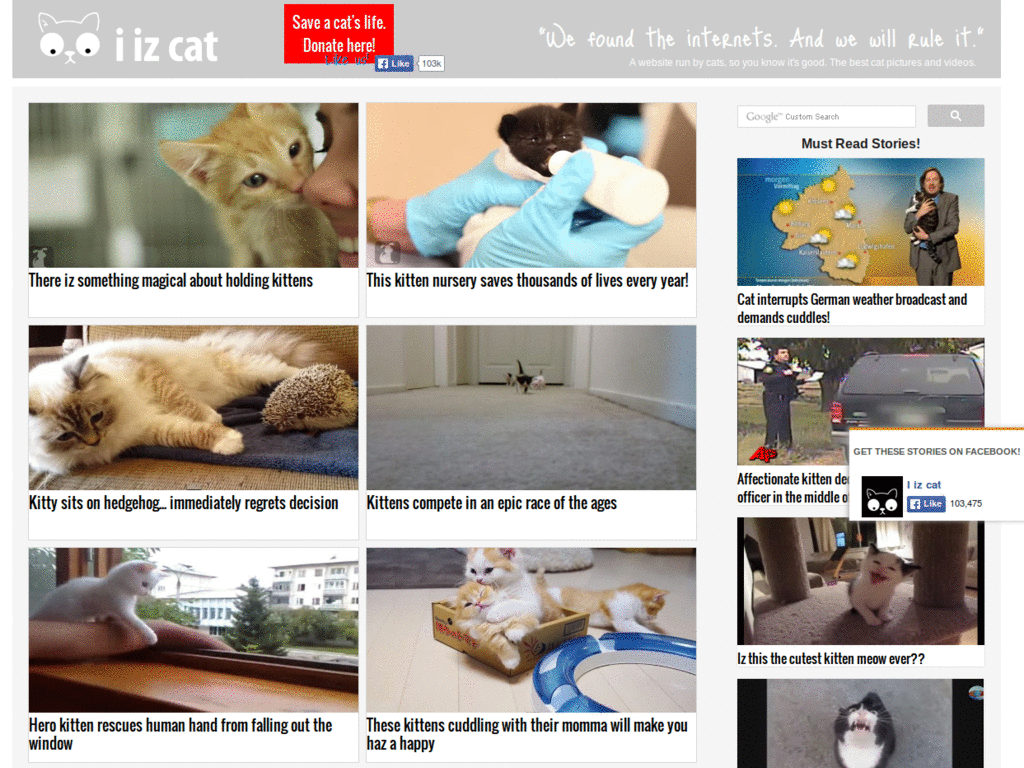 i iz cat
Save a cat's life.
Donate here!
Like us!
Like 103k
"We found the internets. And we will rule it."
A website run by cats, so you know it's good. The best cat pictures and videos.
Google™ Custom Search
There iz something magical about holding kittens
This kitten nursery saves thousands of lives every year!
Kitty sits on hedgehog... immediately regrets decision
Kittens compete in an epic race of the ages
Hero kitten rescues human hand from falling out the
window
These kittens cuddling with their momma will make you
haz a happy
Must Read Stories!
morgen
Vormittag
Cat interrupts German weather broadcast and
demands cuddles!
Affectionate kitten de
officer in the middle o
GET THESE STORIES ON FACEBOOK!
I iz cat
Like 103,475
Iz this the cutest kitten meow ever??